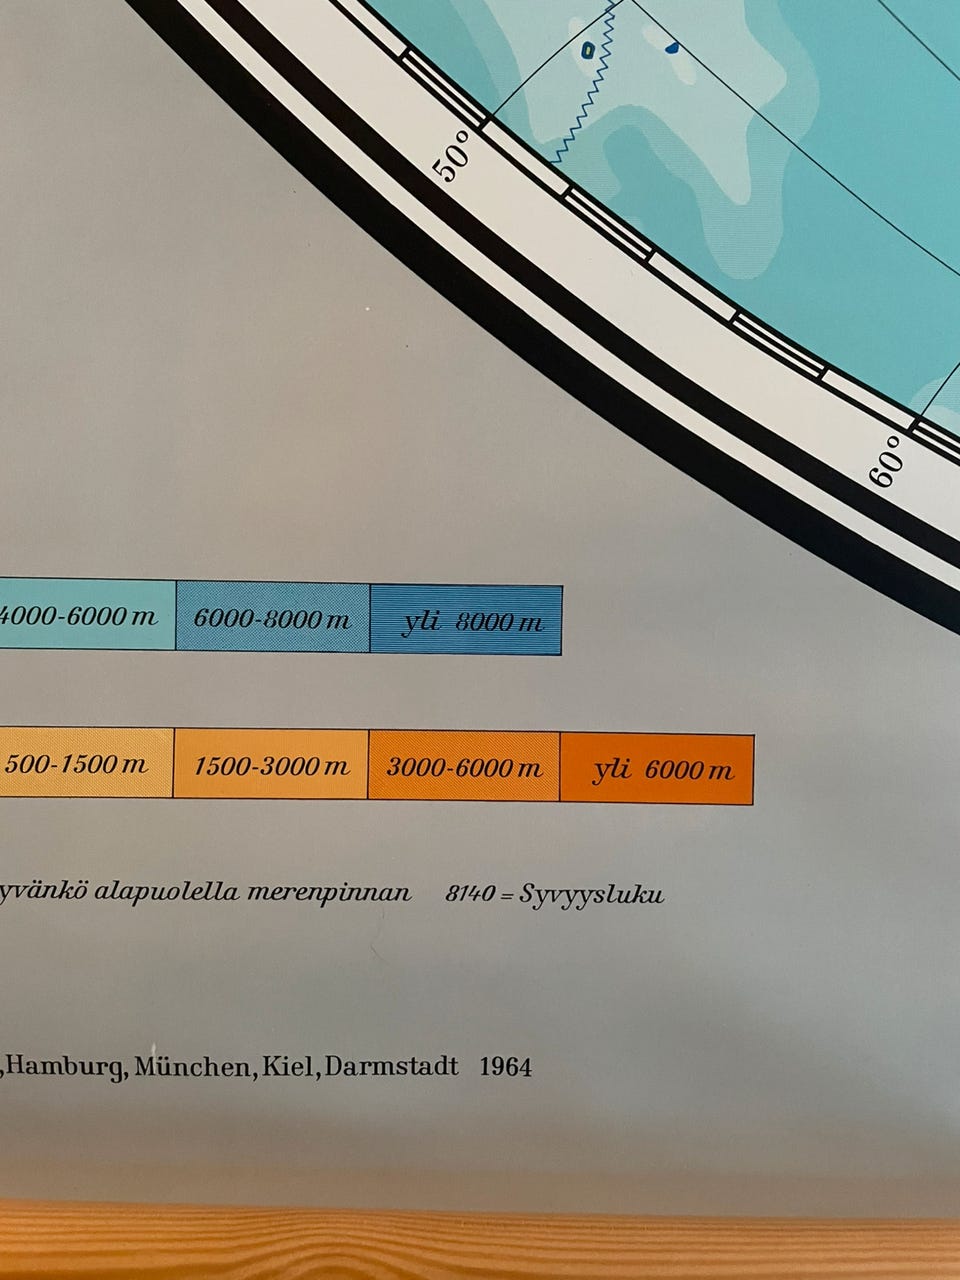 50°
60°
4000-6000 m 6000-8000 m yli 8000 m
500-1500 m 1500-3000 m 3000-6000 m yli 6000 m
yvänkö alapuolella merenpinnan 8140 = Syvyysluku
,Hamburg, München, Kiel, Darmstadt 1964